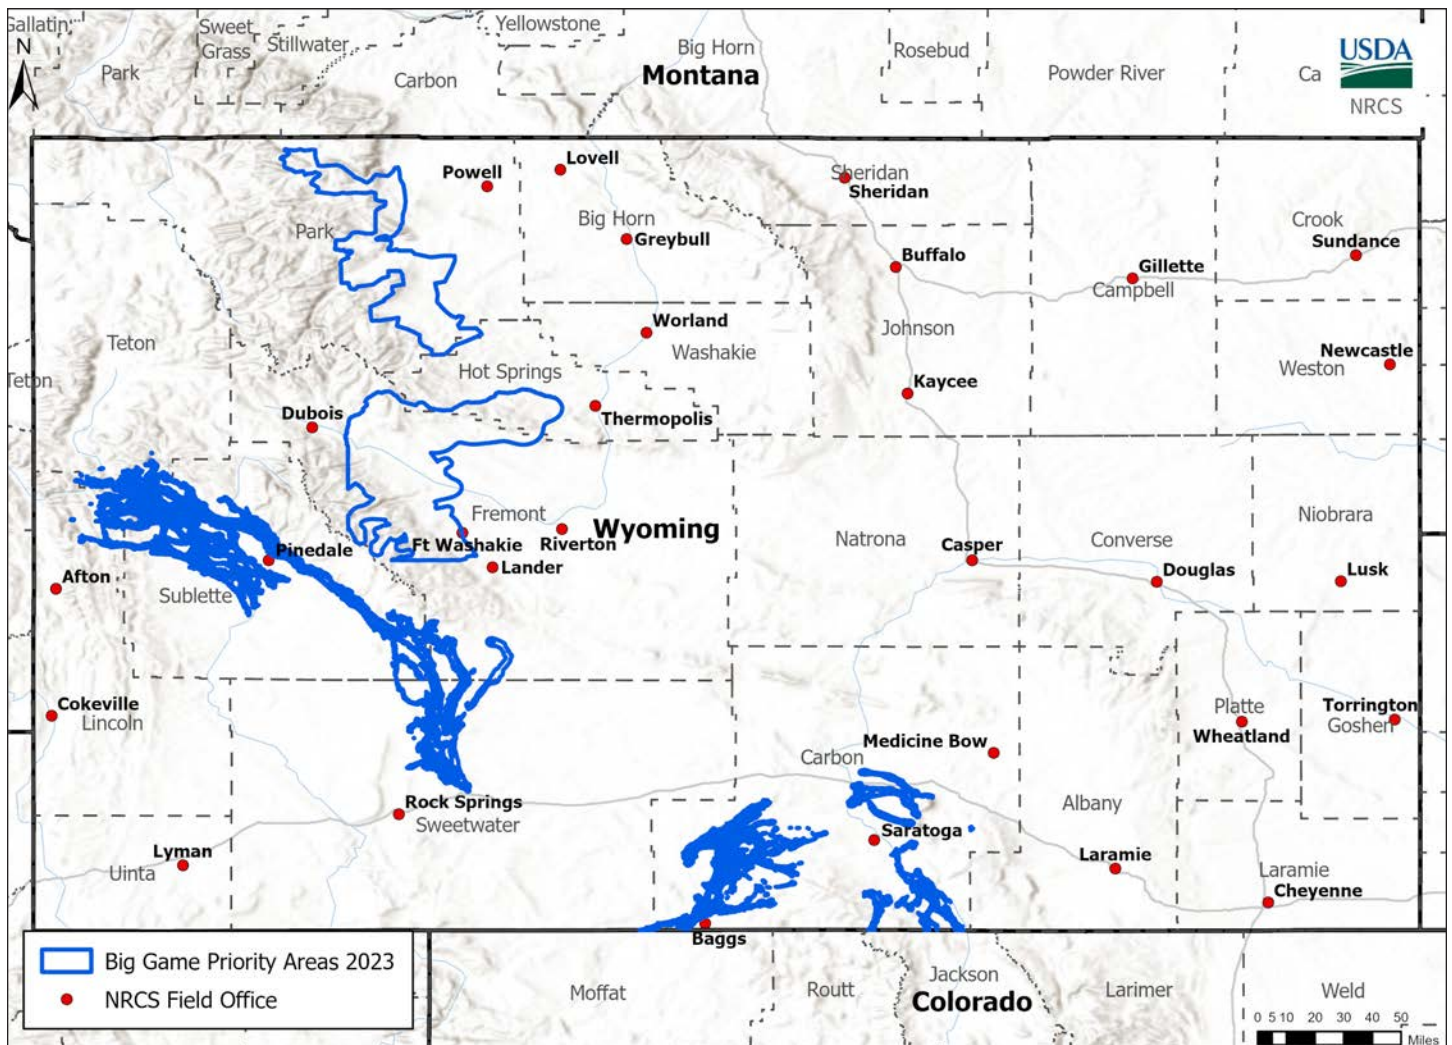 Gallatin
Sweet
Grass
Stillwater
Yellowstone
Big Horn
Rosebud
N
Park
Carbon
Montana
Powder River
Ca
USDA
NRCS
Powell
Lovell
Sheridan
Sheridan
Big Horn
Park
Greybull
Crook
Sundance
Buffalo
Gillette
Campbell
Worland
Johnson
Teton
Washakie
Newcastle
Weston
Teton
Hot Springs
Kaycee
Dubois
Thermopolis
Fremont
Wyoming
Niobrara
Ft Washakie
Riverton
Natrona
Casper
Converse
Pinedale
Lander
Douglas
Lusk
Afton
Sublette
Cokeville
Lincoln
Platte
Wheatland
Torrington
Goshen
Medicine Bow
Carbon
Rock Springs
Sweetwater
Albany
Saratoga
Lyman
Uinta
Laramie
Laramie
Cheyenne
Baggs
Big Game Priority Areas 2023
NRCS Field Office
Moffat
Routt
Jackson
Colorado
Larimer
Weld
0 5 10 20 30 40 50
Miles